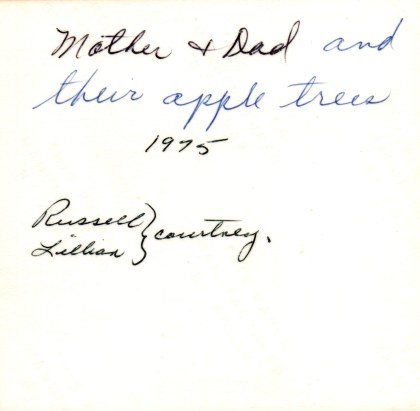 Mother & Dad and
their apple trees
1975
Russell
Lillian } Courtney.